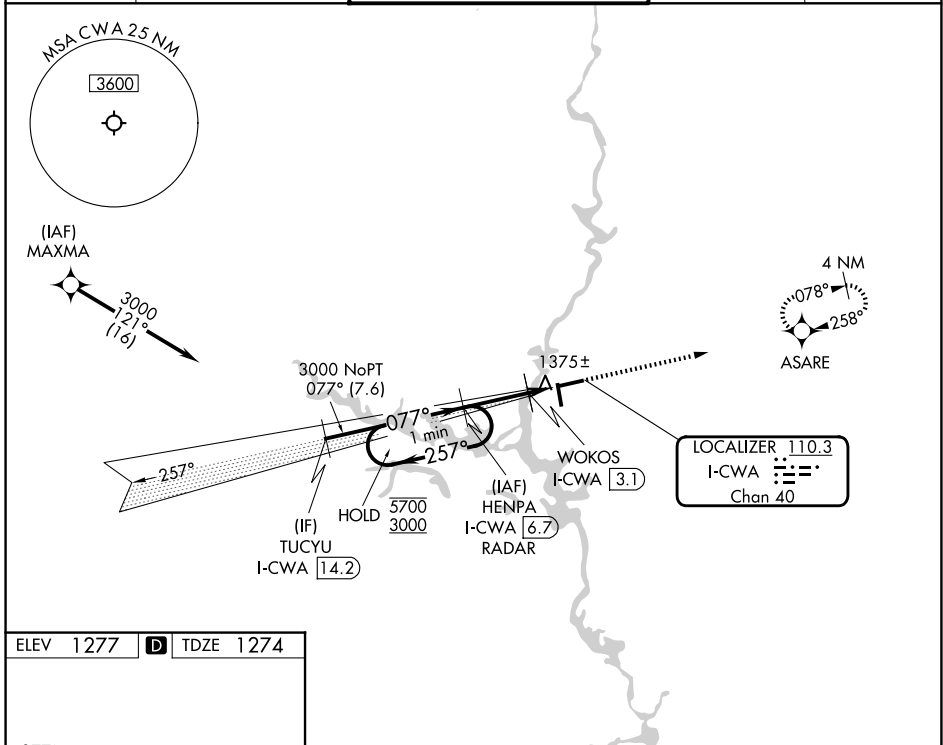 MSA CWA 25 NM
3600
(IAF)
MAXMA
3000
121°
(16)
4 NM
078°
258°
ASARE
1375±
3000 NoPT
077° (7.6)
077°
1 min
257°
257°
HOLD 5700
3000
(IF)
TUCYU
I-CWA 14.2
(IAF)
HENPA
I-CWA 6.7
RADAR
WOKOS
I-CWA 3.1
LOCALIZER 110.3
I-CWA
Chan 40
ELEV 1277 D TDZE 1274